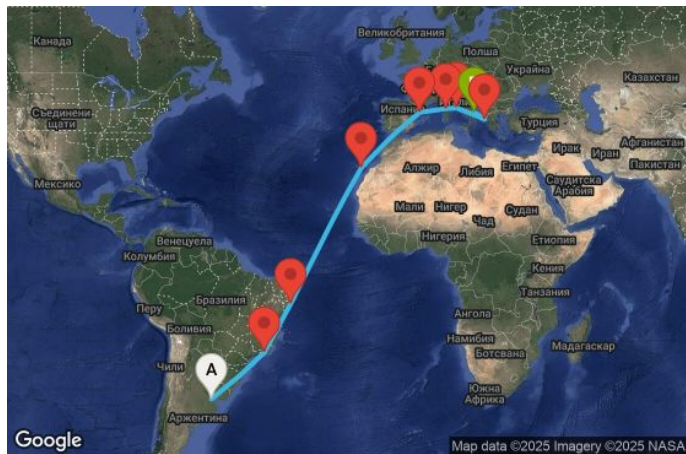 Канада
Великобритания
Полша
Украйна
Казахстан
Съединени
щати
Испания
Турция
Афганистан
Ирак
Иран
Пакистан
Алжир
Либия
Египет
Саудитска
Арабия
Мексико
Мали
Нигер
Чад
Судан
Нигерия
Етиопия
Венецуела
Колумбия
Кения
Танзания
Перу
Бразилия
Боливия
Ангола
Намибия
Ботсвана
Мадагаскар
Чили
A
Южна
Африка
Аржентина
Google
Map data ©2025 Imagery ©2025 NASA